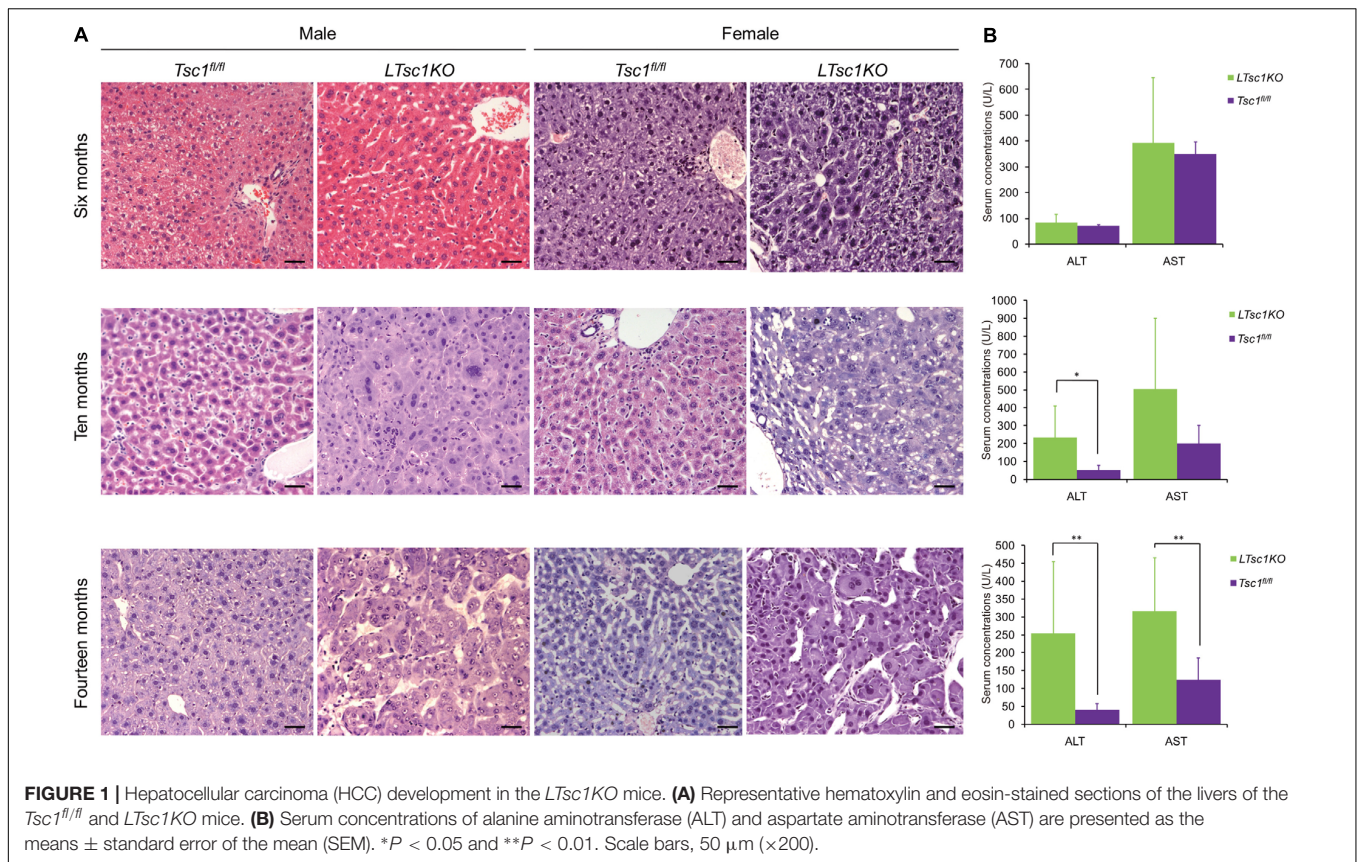 A
Male
Female
Tsc1fl/fl
LTsc1KO
Tsc1fl/fl
LTsc1KO
Six months
Ten months
Fourteen months
B
Serum concentrations (U/L)
700
600
500
400
300
200
100
0
ALT
AST
LTsc1KO
Tsc1fl/fl
Serum concentrations (U/L)
1000
900
800
700
600
500
400
300
200
100
0
*
ALT
AST
LTsc1KO
Tsc1fl/fl
Serum concentrations (U/L)
500
450
400
350
300
250
200
150
100
50
0
**
**
ALT
AST
LTsc1KO
Tsc1fl/fl
FIGURE 1 | Hepatocellular carcinoma (HCC) development in the LTsc1KO mice. (A) Representative hematoxylin and eosin-stained sections of the livers of the
Tsc1fl/fl and LTsc1KO mice. (B) Serum concentrations of alanine aminotransferase (ALT) and aspartate aminotransferase (AST) are presented as the
means ± standard error of the mean (SEM). *P < 0.05 and **P < 0.01. Scale bars, 50 μm (×200).